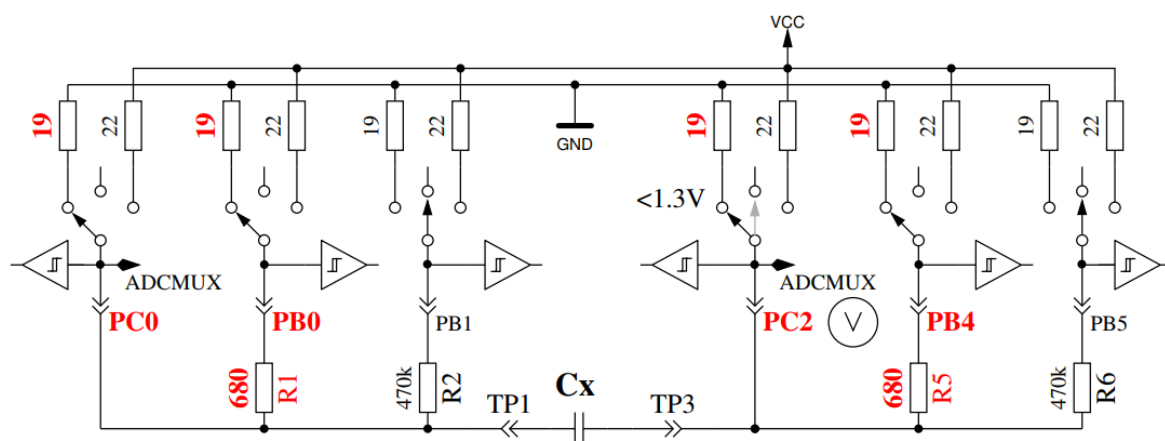 VCC
19
22
19
22
19
22
GND
19
22
19
22
19
22
<1.3V
ADCMUX
ADCMUX
PC0
PB0
PB1
PC2
V
PB4
PB5
680
R1
470k
R2
TP1
Cx
TP3
680
R5
470k
R6